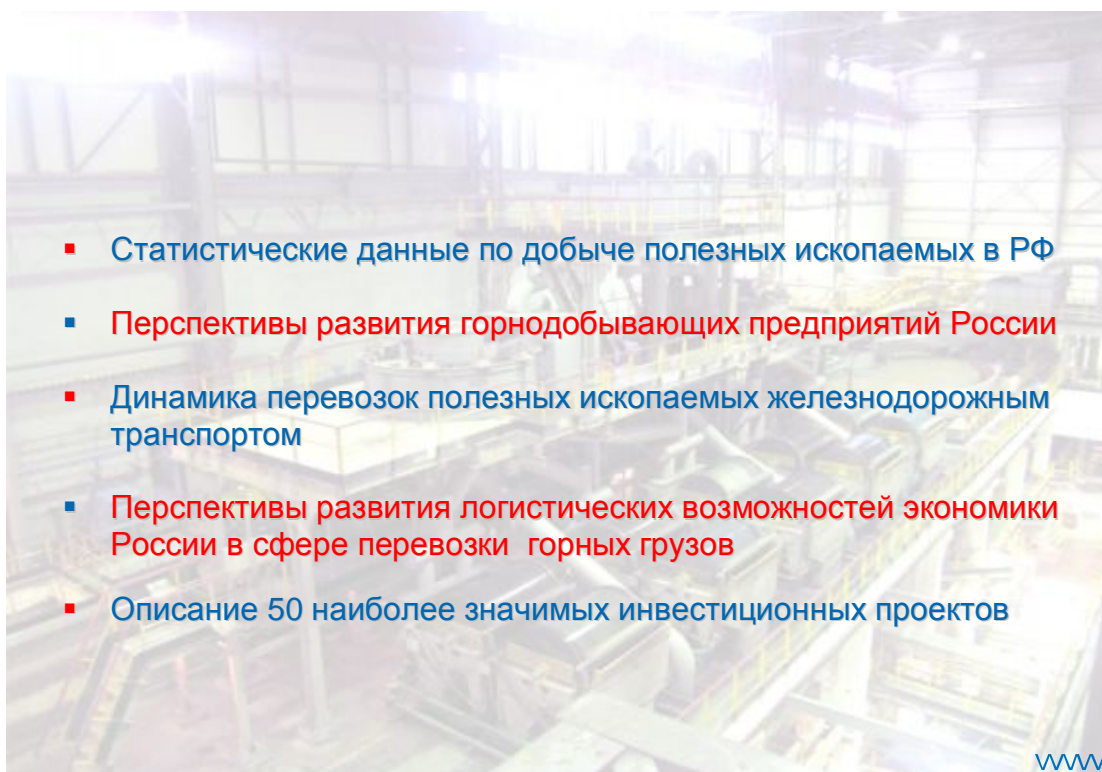 ▪ Статистические данные по добыче полезных ископаемых в РФ
▪ Перспективы развития горнодобывающих предприятий России
▪ Динамика перевозок полезных ископаемых железнодорожным
транспортом
▪ Перспективы развития логистических возможностей экономики
России в сфере перевозки  горных грузов
▪ Описание 50 наиболее значимых инвестиционных проектов
www